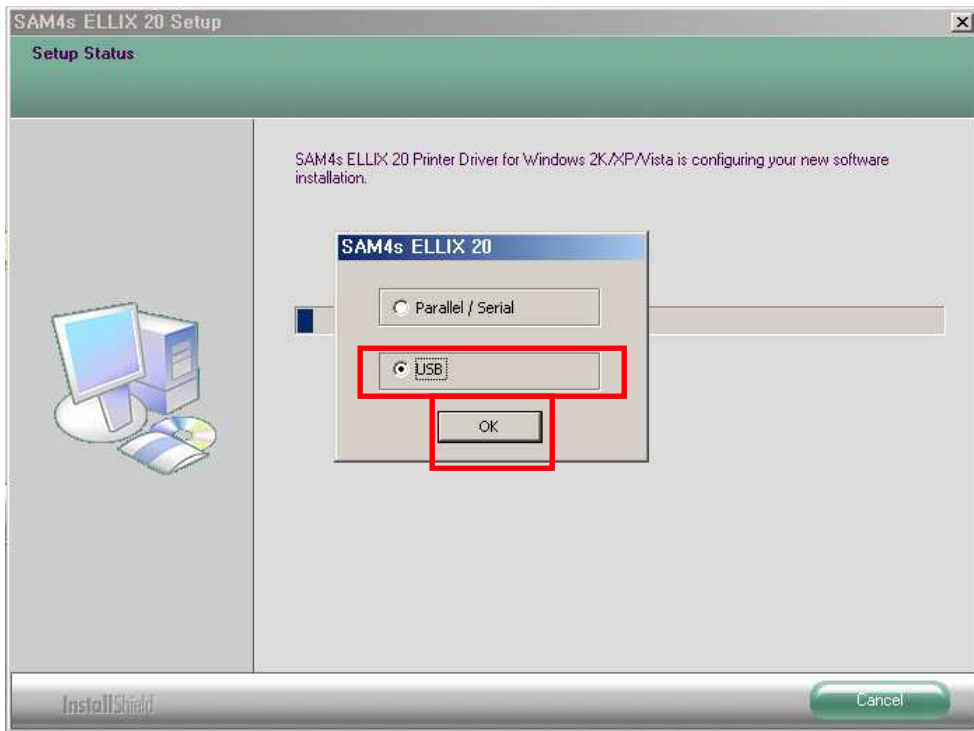 SAM4s ELLIX 20 Setup
Setup Status
SAM4s ELLIX 20 Printer Driver for Windows 2K/XP/Vista is configuring your new software
installation.
SAM4s ELLIX 20
Parallel / Serial
USB
OK
InstallShield
Cancel